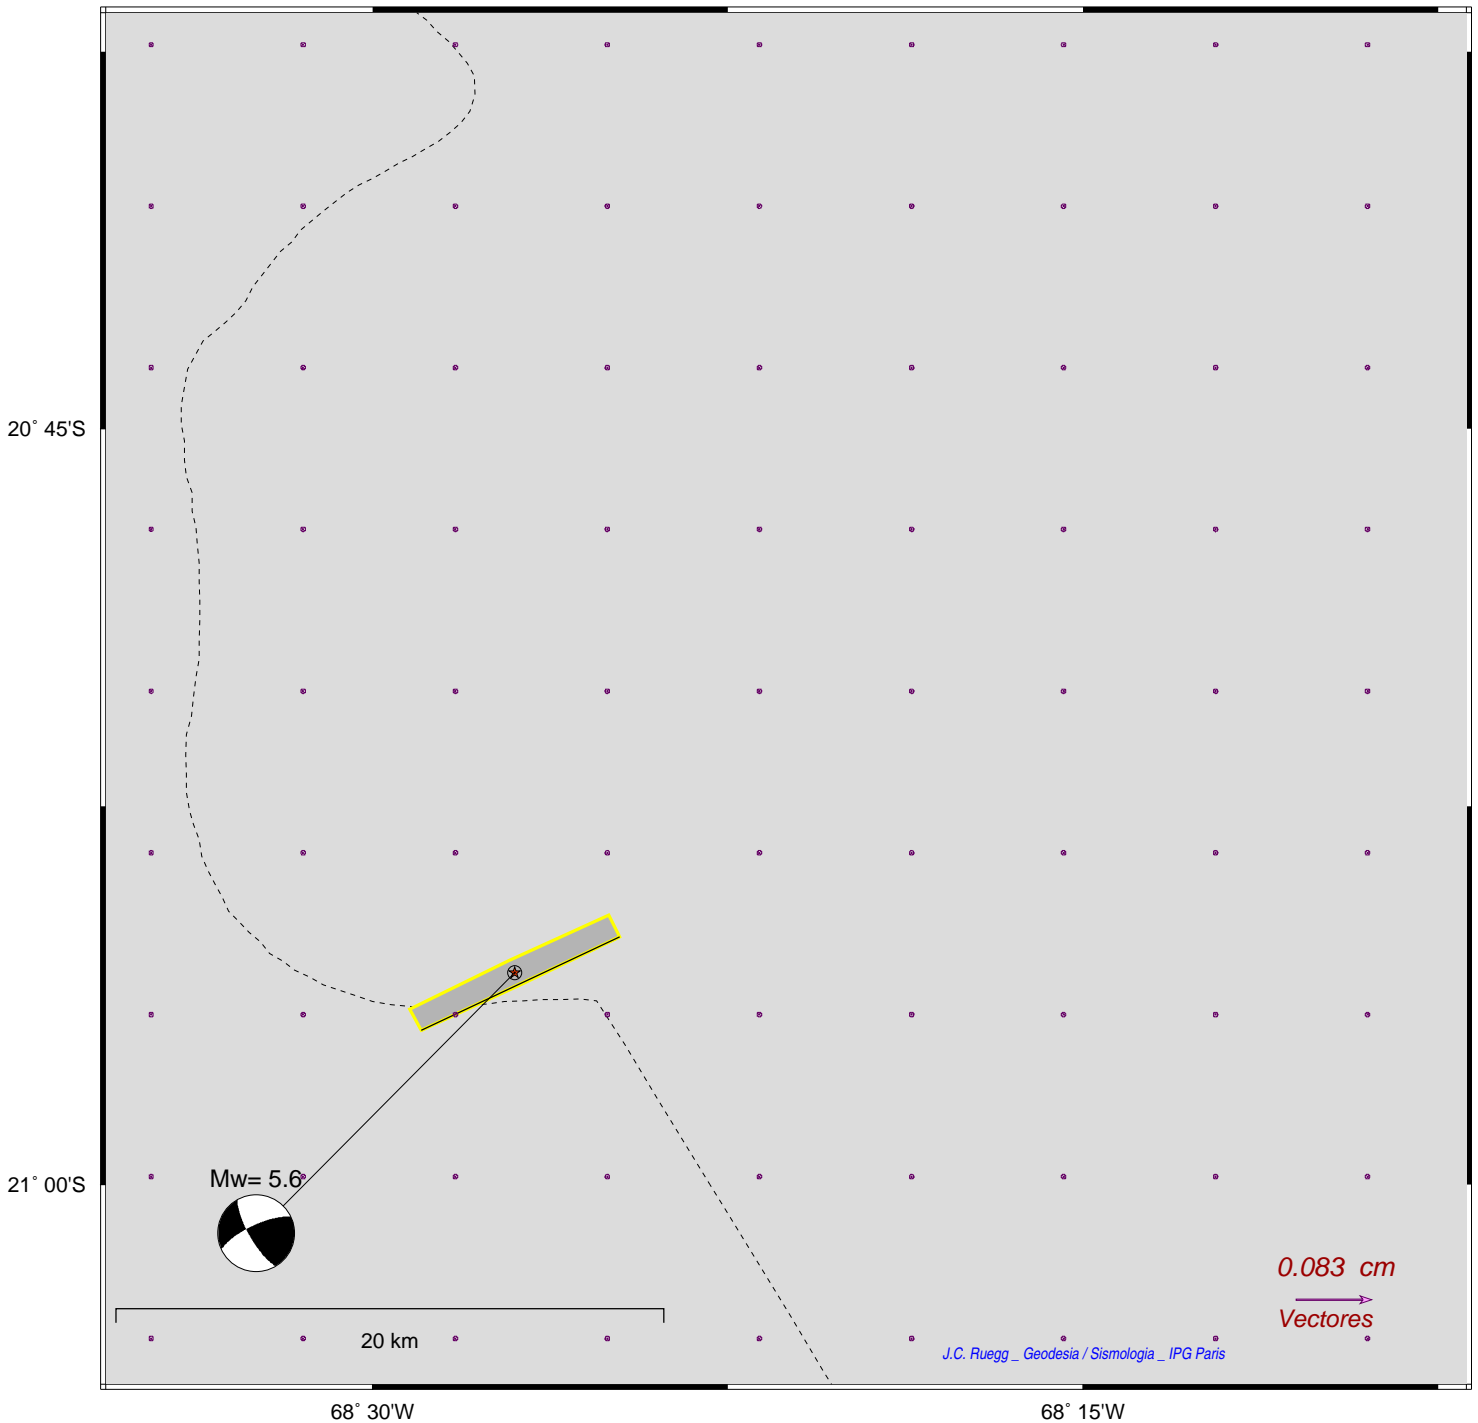 20° 45'S
21° 00'S
Mw= 5.6
0.083 cm
Vectores
20 km
J.C. Ruegg _ Geodesia / Sismologia _ IPG Paris
68° 30'W
68° 15'W